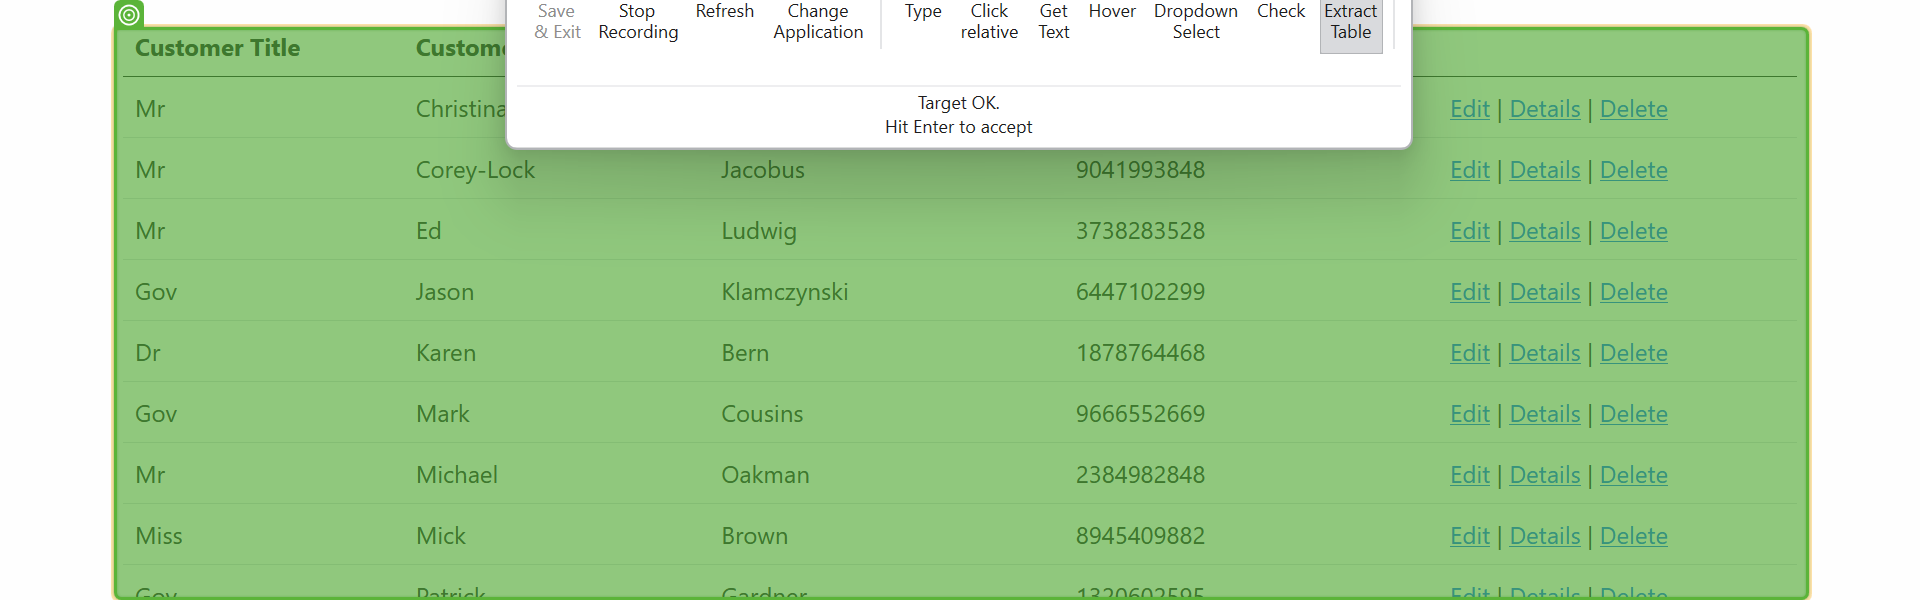 Save & Exit Stop Recording Refresh Change Application Type Click relative Get Text Hover Dropdown Select Check Extract Table
Target OK.
Hit Enter to accept
Customer Title Custome
Mr Christina Edit | Details | Delete
Mr Corey-Lock Jacobus 9041993848 Edit | Details | Delete
Mr Ed Ludwig 3738283528 Edit | Details | Delete
Gov Jason Klamczynski 6447102299 Edit | Details | Delete
Dr Karen Bern 1878764468 Edit | Details | Delete
Gov Mark Cousins 9666552669 Edit | Details | Delete
Mr Michael Oakman 2384982848 Edit | Details | Delete
Miss Mick Brown 8945409882 Edit | Details | Delete
Gov Patrick Gardner 1320602595 Edit | Details | Delete